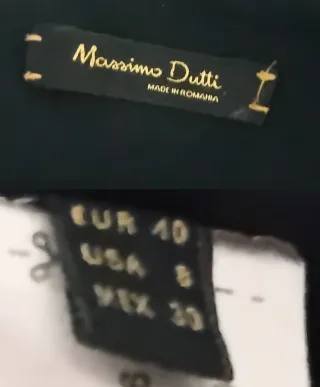 Massimo Dutti
MADE IN ROMANIA
EUR 40
USA 8
MEX 30